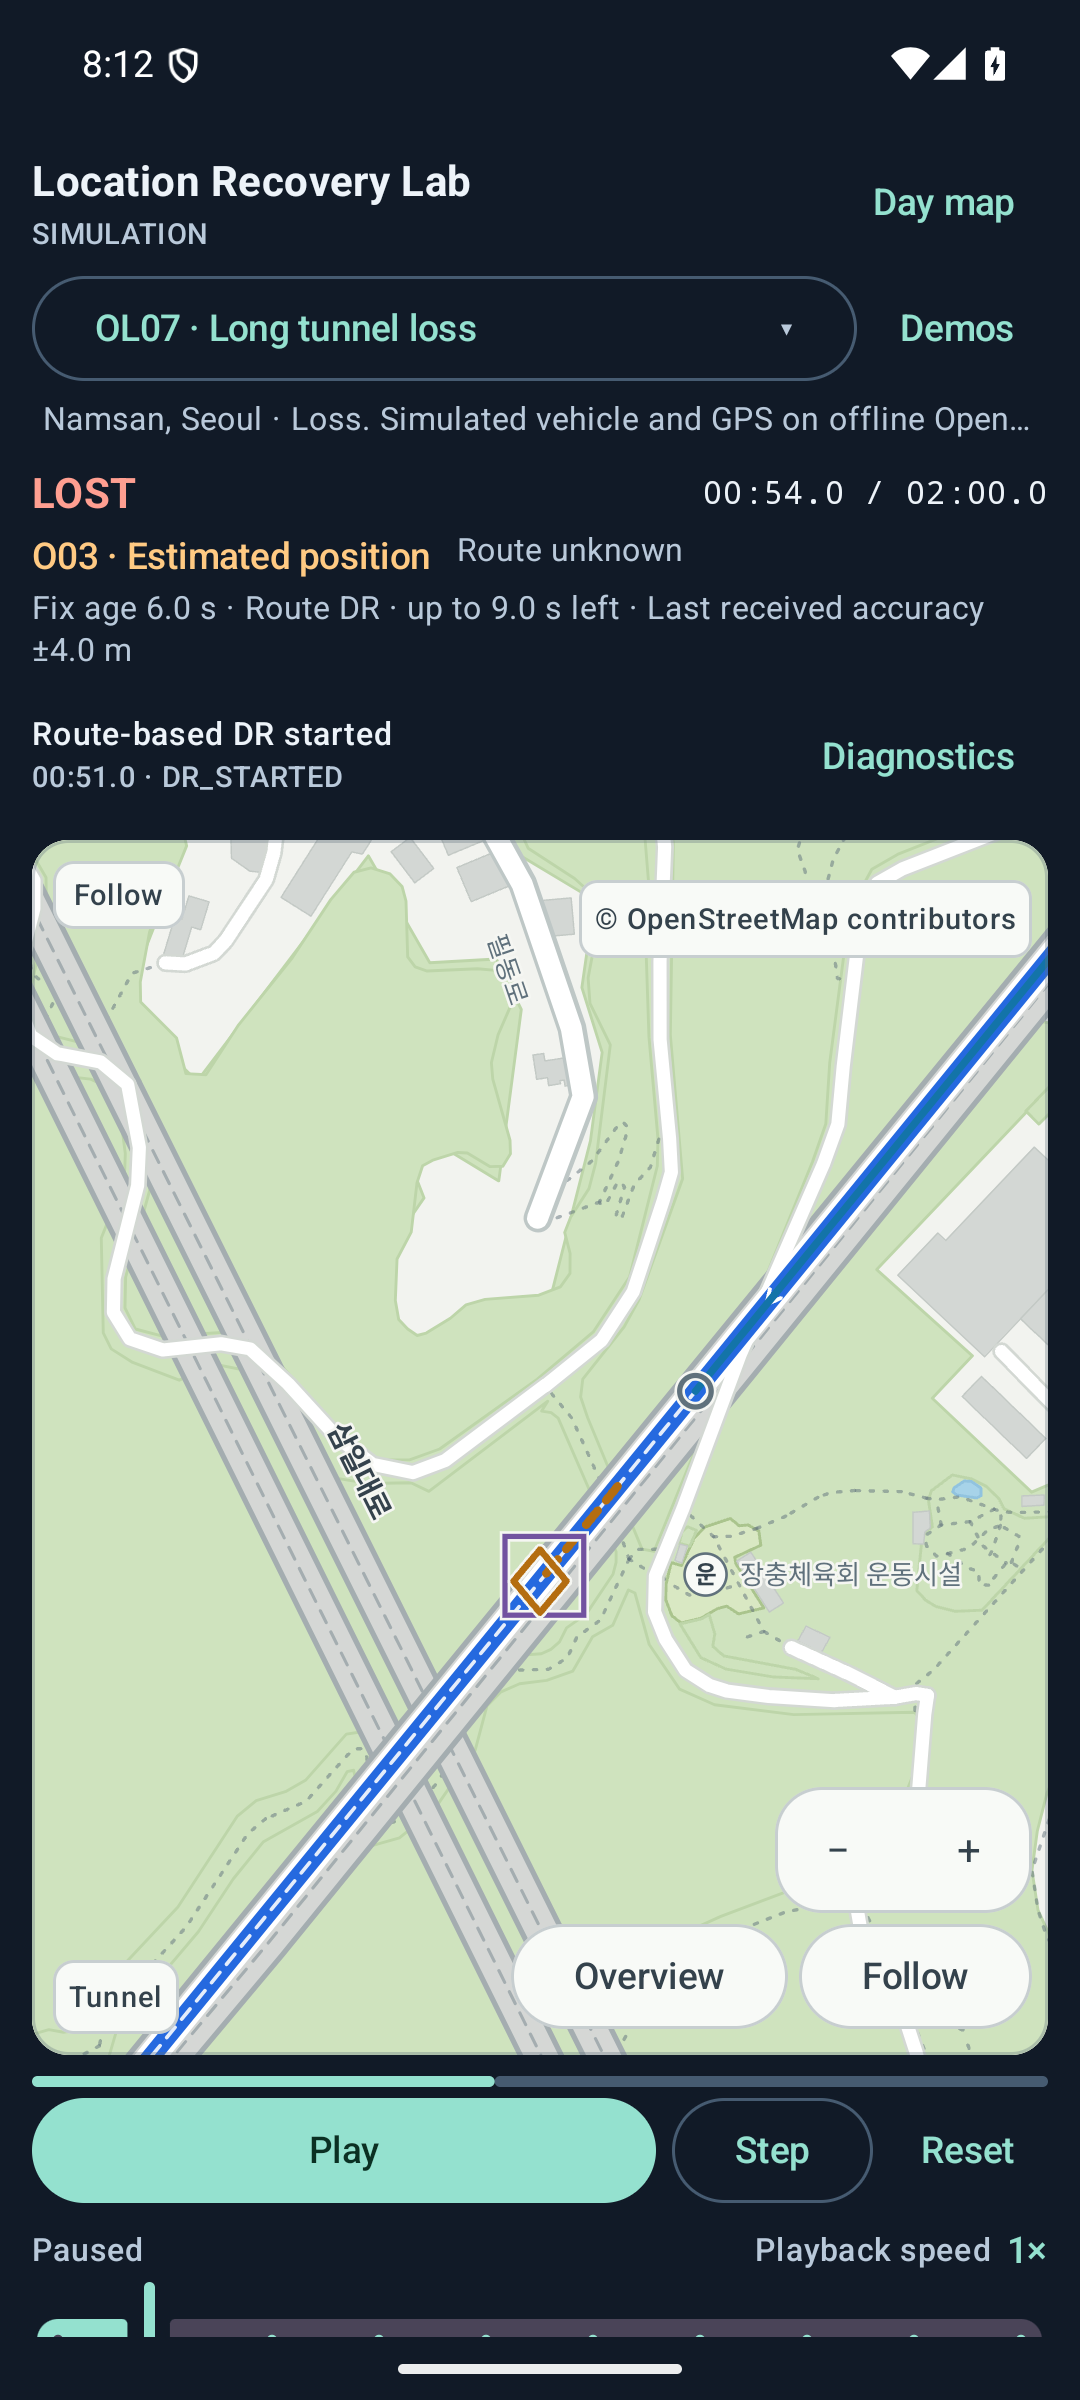 8:12
Location Recovery Lab
SIMULATION
Day map
OL07 · Long tunnel loss
Demos
Namsan, Seoul · Loss. Simulated vehicle and GPS on offline Open…
LOST
00:54.0 / 02:00.0
O03 · Estimated position
Route unknown
Fix age 6.0 s · Route DR · up to 9.0 s left · Last received accuracy
±4.0 m
Route-based DR started
00:51.0 · DR_STARTED
Diagnostics
Follow
© OpenStreetMap contributors
필동로
삼일대로
운
장충체육회 운동시설
− +
Overview
Follow
Tunnel
Play
Step
Reset
Paused
Playback speed 1×